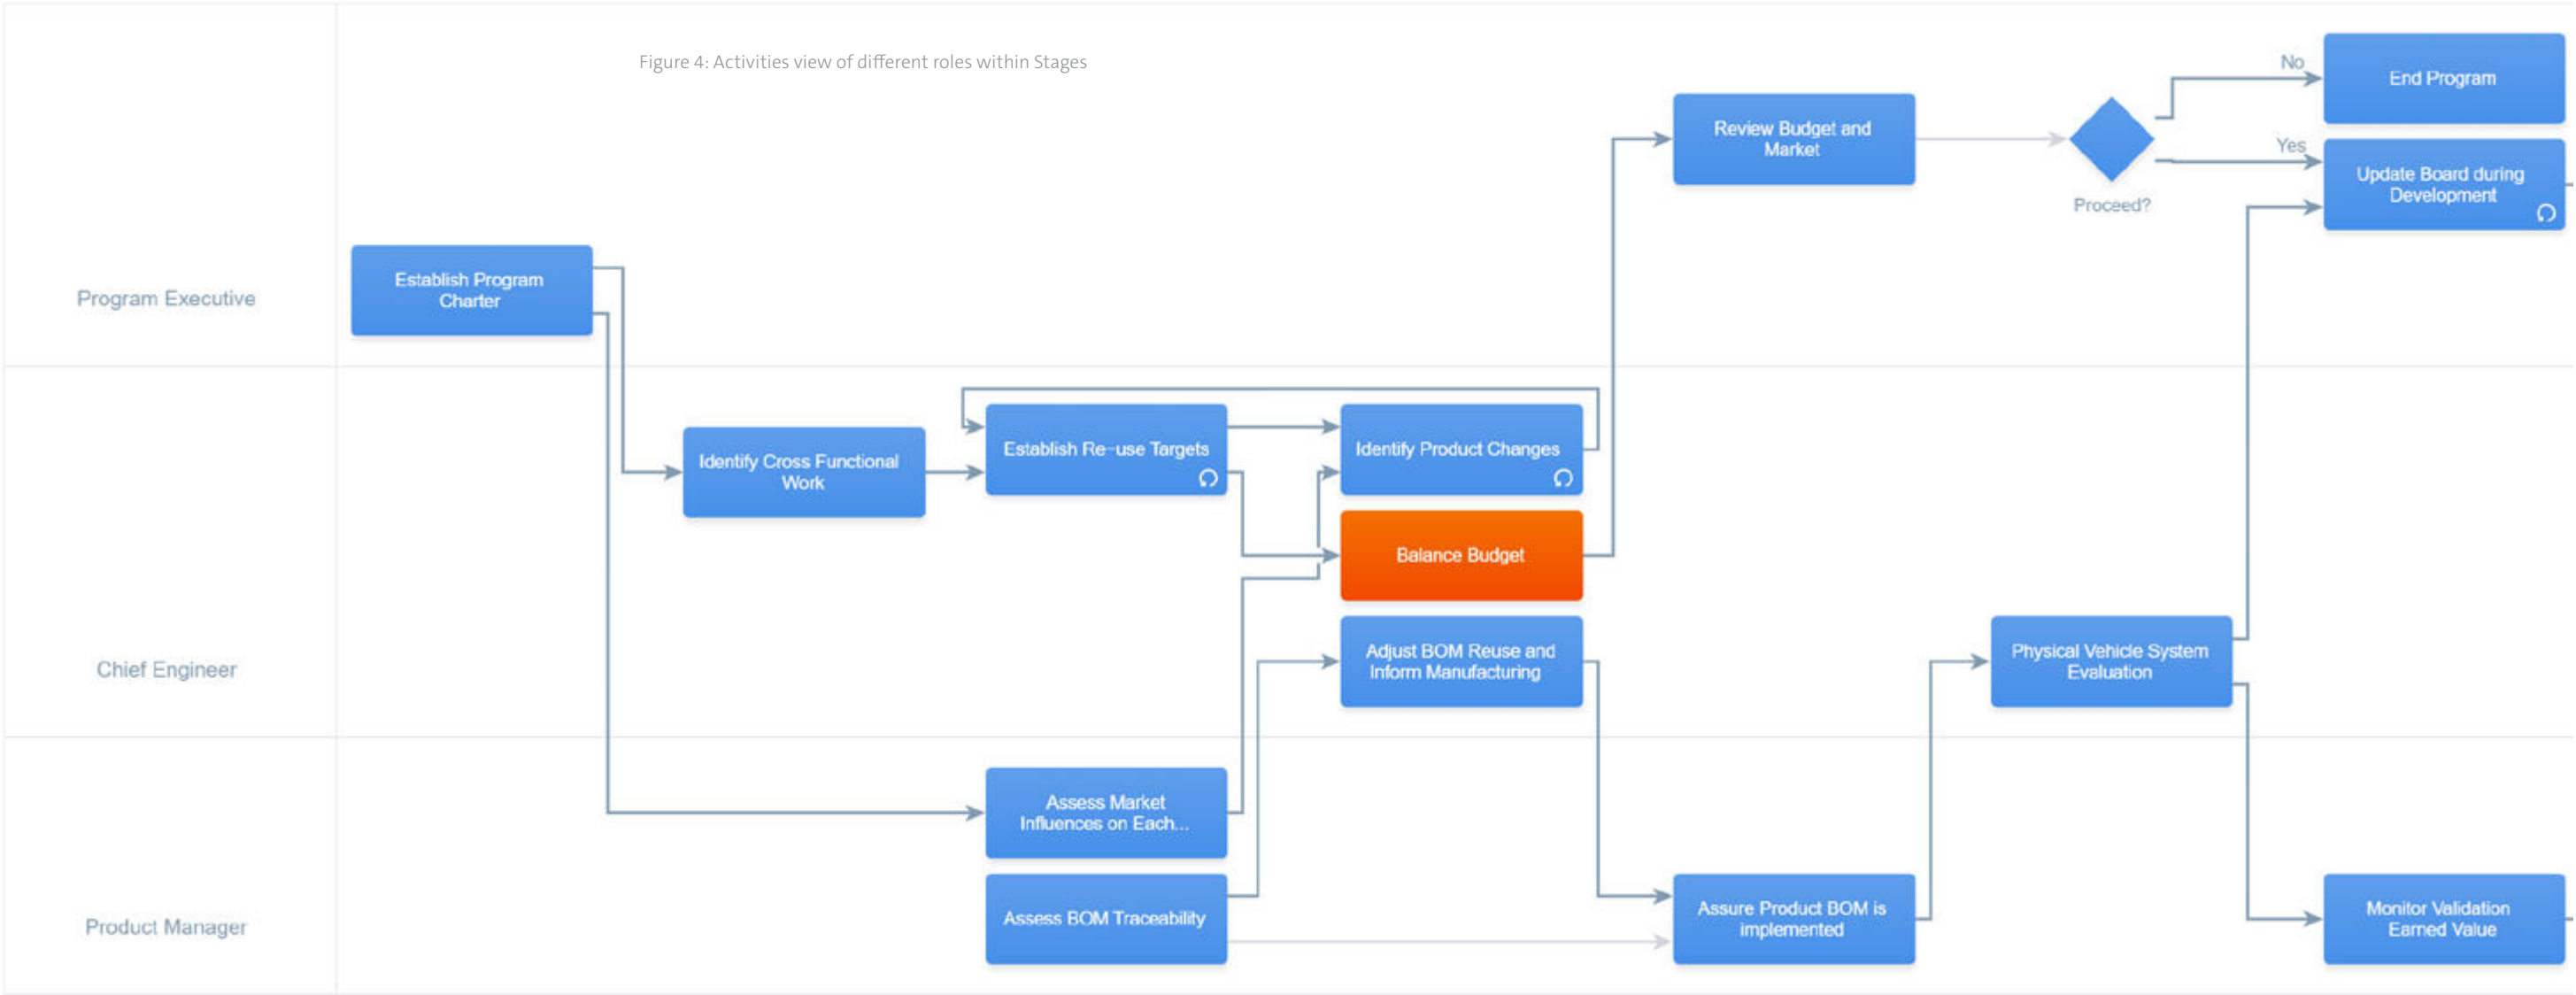 Figure 4: Activities view of different roles within Stages
No
End Program
Review Budget and
Market
Yes
Update Board during
Development
Proceed?
Program Executive
Establish Program
Charter
Identify Cross Functional
Work
Establish Re-use Targets
Identify Product Changes
Balance Budget
Chief Engineer
Adjust BOM Reuse and
Inform Manufacturing
Physical Vehicle System
Evaluation
Assess Market
Influences on Each...
Product Manager
Assess BOM Traceability
Assure Product BOM is
implemented
Monitor Validation
Earned Value